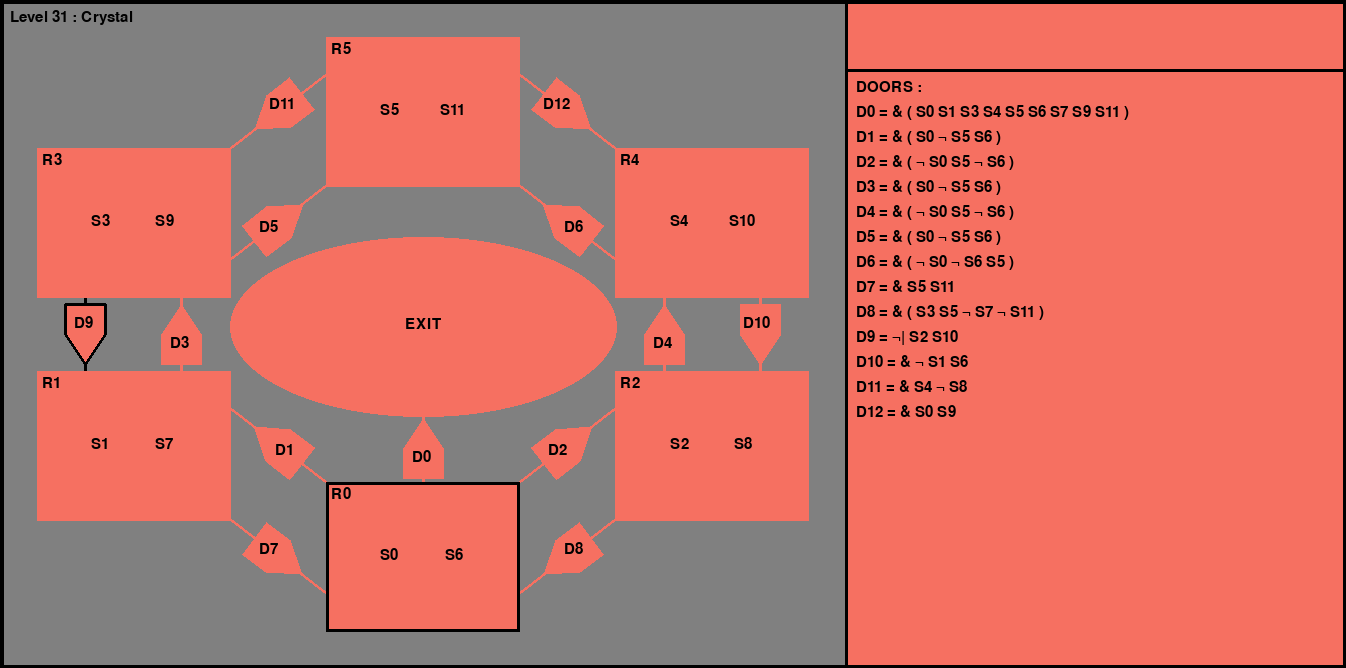 Level 31 : Crystal
R5
D11
D12
S5 S11
R3
R4
S3 S9
S4 S10
D5
D6
D9
D3
EXIT
D4
D10
R1
R2
S1 S7
S2 S8
D1
D0
D2
R0
D7
S0 S6
D8
DOORS :
D0 = & ( S0 S1 S3 S4 S5 S6 S7 S9 S11 )
D1 = & ( S0 ¬ S5 S6 )
D2 = & ( ¬ S0 S5 ¬ S6 )
D3 = & ( S0 ¬ S5 S6 )
D4 = & ( ¬ S0 S5 ¬ S6 )
D5 = & ( S0 ¬ S5 S6 )
D6 = & ( ¬ S0 ¬ S6 S5 )
D7 = & S5 S11
D8 = & ( S3 S5 ¬ S7 ¬ S11 )
D9 = ¬| S2 S10
D10 = & ¬ S1 S6
D11 = & S4 ¬ S8
D12 = & S0 S9